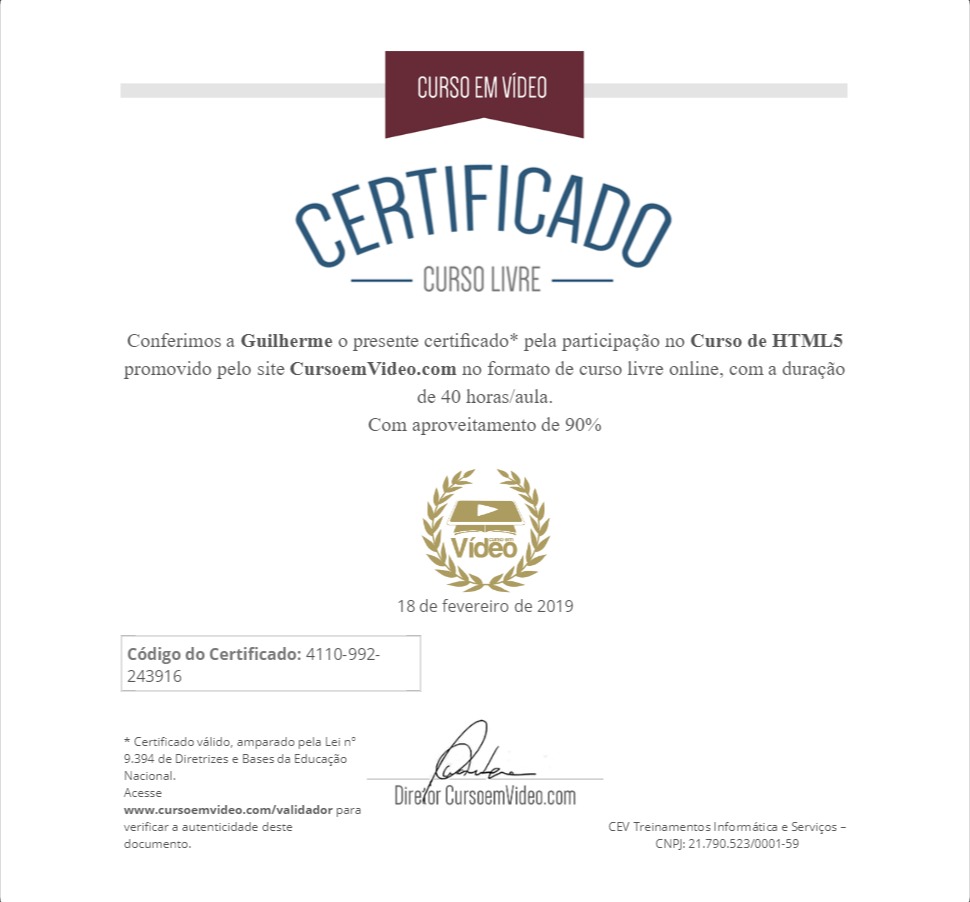 CURSO EM VÍDEO
CERTIFICADO
CURSO LIVRE
Conferimos a Guilherme o presente certificado* pela participação no Curso de HTML5
promovido pelo site CursoemVideo.com no formato de curso livre online, com a duração
de 40 horas/aula.
Com aproveitamento de 90%
curso em
Vídeo
18 de fevereiro de 2019
Código do Certificado: 4110-992-
243916
* Certificado válido, amparado pela Lei nº
9.394 de Diretrizes e Bases da Educação
Nacional.
Acesse
www.cursoemvideo.com/validador para
verificar a autenticidade deste
documento.
Diretor CursoemVideo.com
CEV Treinamentos Informática e Serviços –
CNPJ: 21.790.523/0001-59